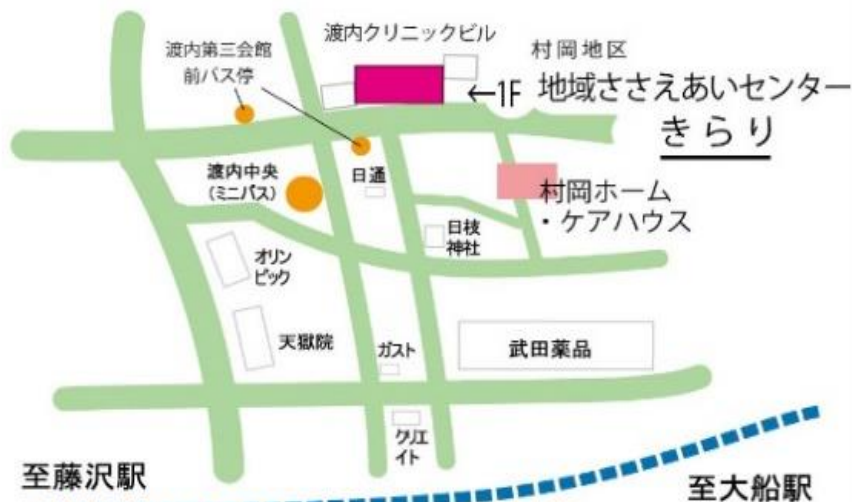 渡内クリニックビル
渡内第三会館
前バス停
村岡地区
←1F 地域ささえあいセンター
きらり
渡内中央
(ミニバス)
日通
村岡ホーム
・ケアハウス
日枝
神社
オリン
ピック
天獄院
ガスト
武田薬品
クリエ
イト
至藤沢駅
至大船駅